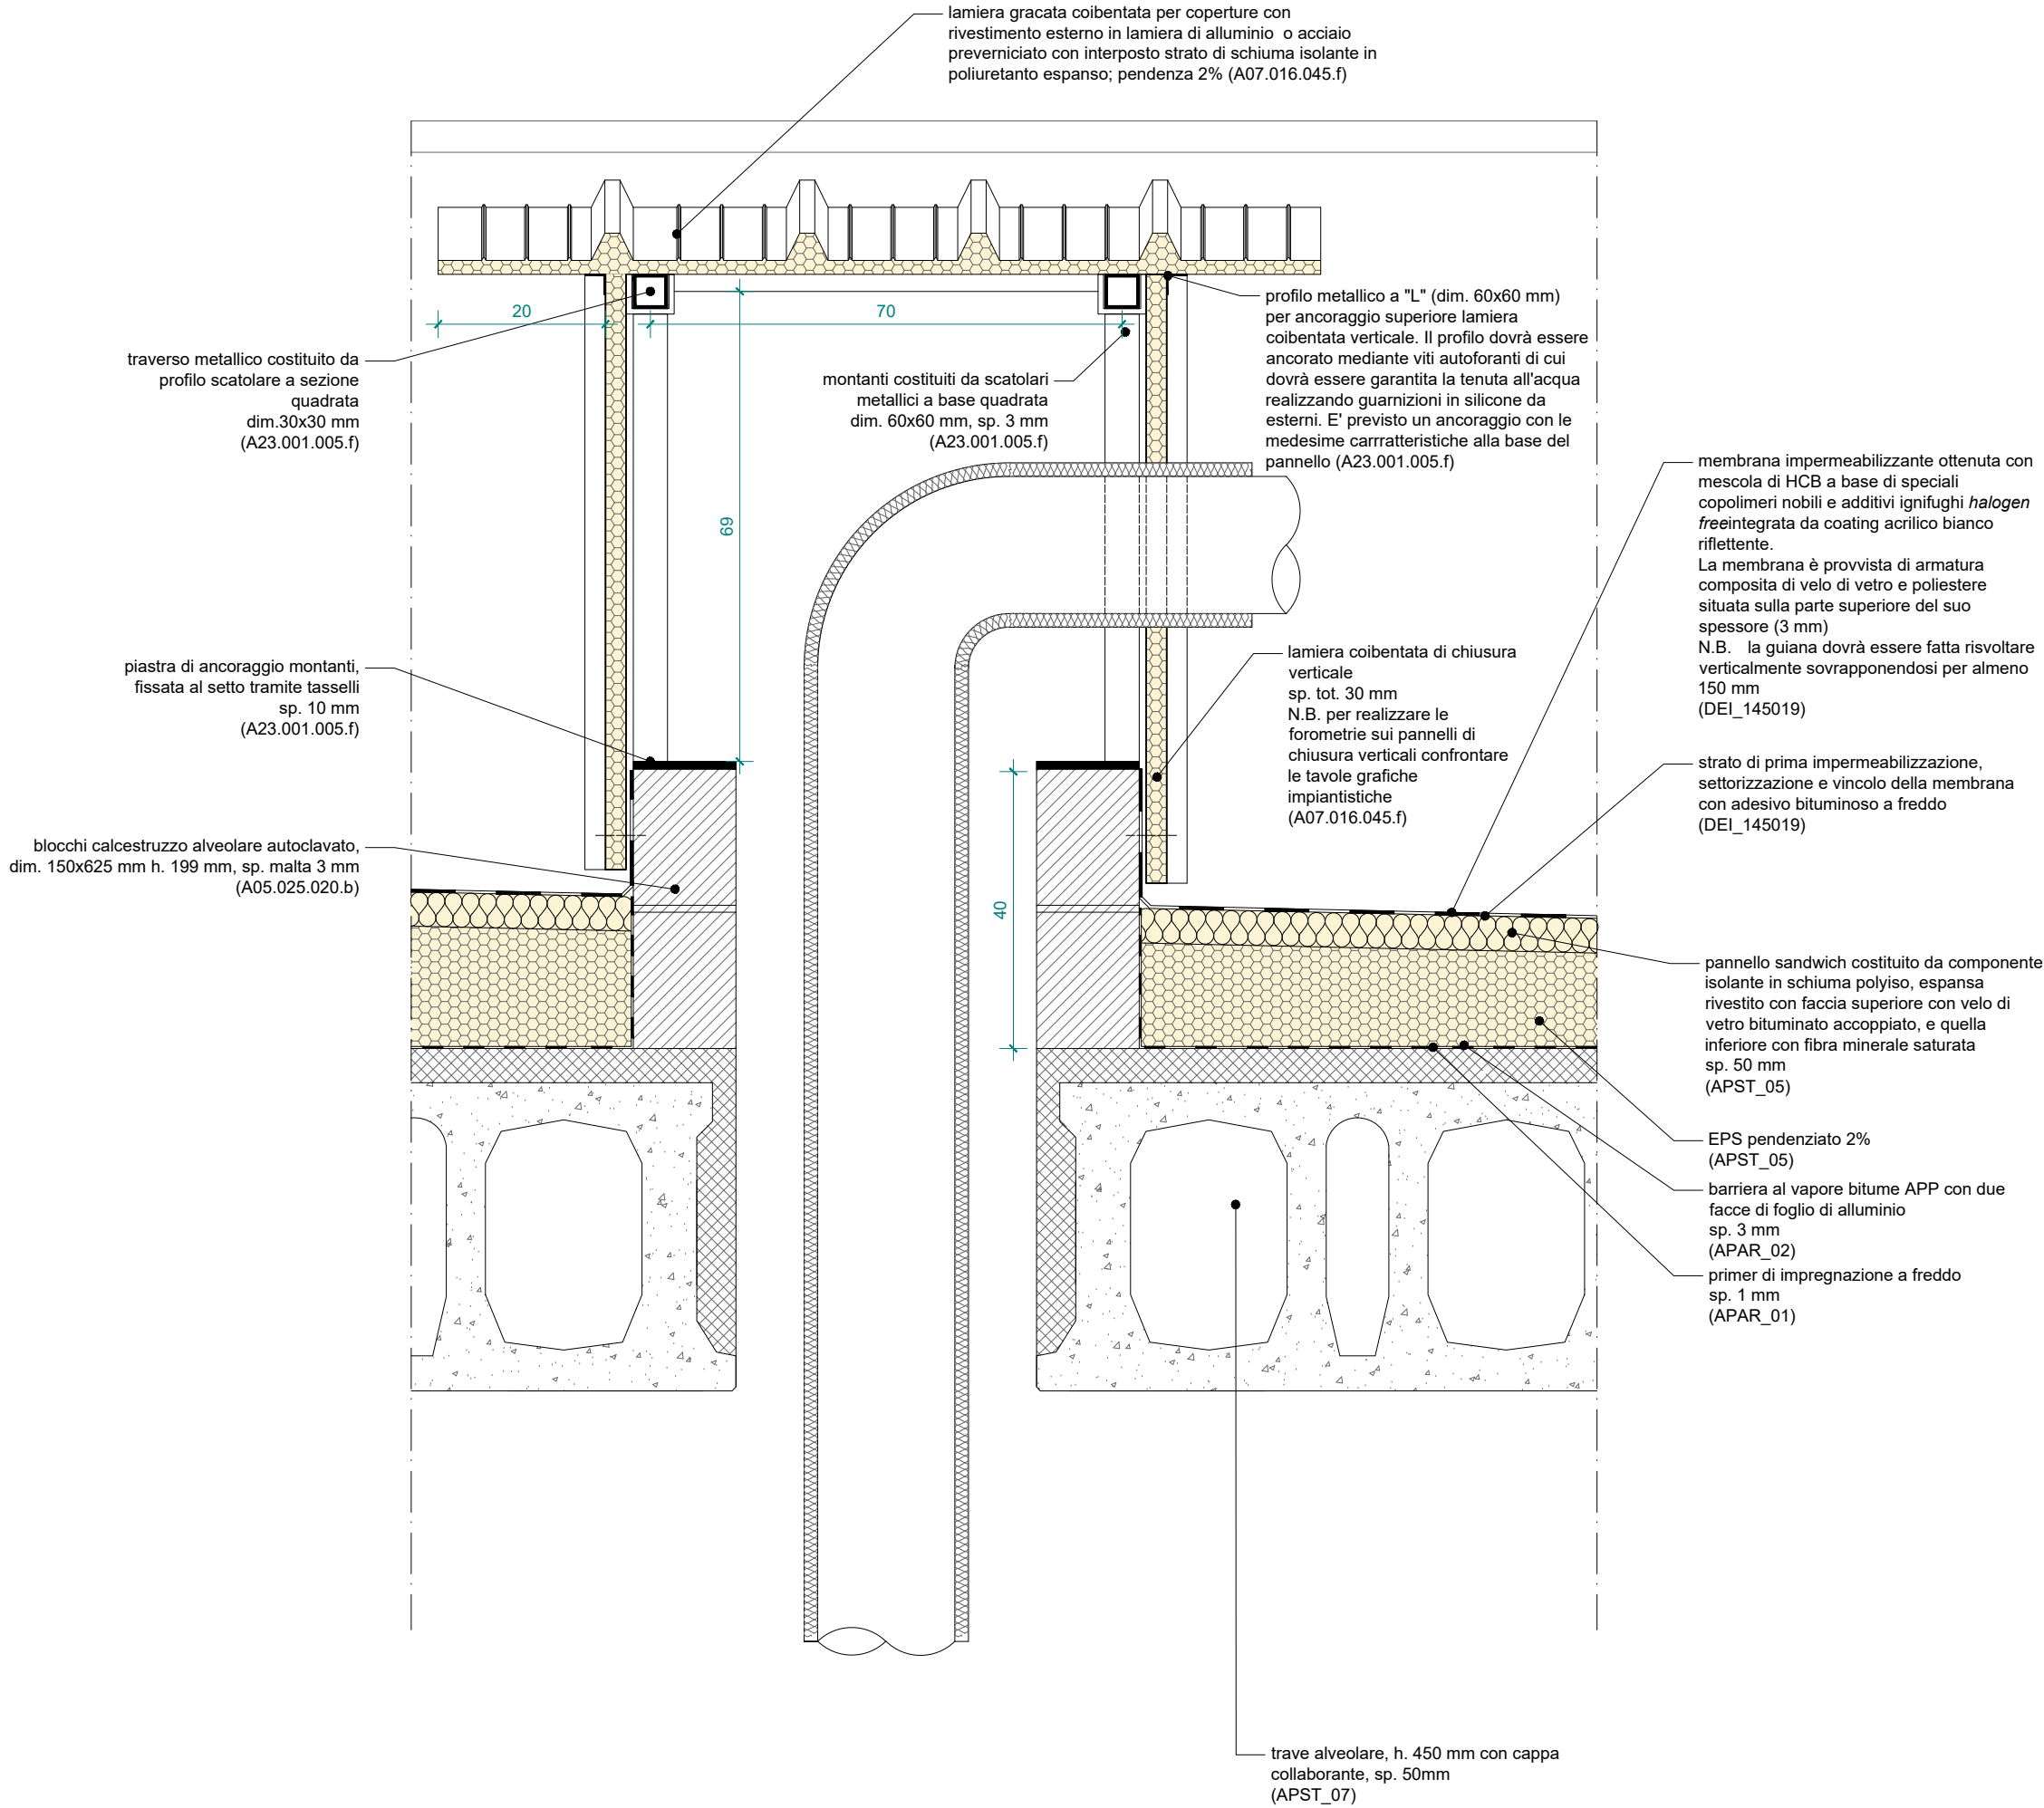 lamiera gracata coibentata per coperture con
rivestimento esterno in lamiera di alluminio o acciaio
preverniciato con interposto strato di schiuma isolante in
poliuretanto espanso; pendenza 2% (A07.016.045.f)
20
70
69
40
traverso metallico costituito da
profilo scatolare a sezione
quadrata
dim.30x30 mm
(A23.001.005.f)
montanti costituiti da scatolari
metallici a base quadrata
dim. 60x60 mm, sp. 3 mm
(A23.001.005.f)
profilo metallico a "L" (dim. 60x60 mm)
per ancoraggio superiore lamiera
coibentata verticale. Il profilo dovrà essere
ancorato mediante viti autoforanti di cui
dovrà essere garantita la tenuta all'acqua
realizzando guarnizioni in silicone da
esterni. E' previsto un ancoraggio con le
medesime carrratteristiche alla base del
pannello (A23.001.005.f)
membrana impermeabilizzante ottenuta con
mescola di HCB a base di speciali
copolimeri nobili e additivi ignifughi halogen
freeintegrata da coating acrilico bianco
riflettente.
La membrana è provvista di armatura
composita di velo di vetro e poliestere
situata sulla parte superiore del suo
spessore (3 mm)
N.B. la guiana dovrà essere fatta risvoltare
verticalmente sovrapponendosi per almeno
150 mm
(DEI_145019)
piastra di ancoraggio montanti,
fissata al setto tramite tasselli
sp. 10 mm
(A23.001.005.f)
lamiera coibentata di chiusura
verticale
sp. tot. 30 mm
N.B. per realizzare le
forometrie sui pannelli di
chiusura verticali confrontare
le tavole grafiche
impiantistiche
(A07.016.045.f)
strato di prima impermeabilizzazione,
settorizzazione e vincolo della membrana
con adesivo bituminoso a freddo
(DEI_145019)
blocchi calcestruzzo alveolare autoclavato,
dim. 150x625 mm h. 199 mm, sp. malta 3 mm
(A05.025.020.b)
pannello sandwich costituito da componente
isolante in schiuma polyiso, espansa
rivestito con faccia superiore con velo di
vetro bituminato accoppiato, e quella
inferiore con fibra minerale saturata
sp. 50 mm
(APST_05)
EPS pendenziato 2%
(APST_05)
barriera al vapore bitume APP con due
facce di foglio di alluminio
sp. 3 mm
(APAR_02)
primer di impregnazione a freddo
sp. 1 mm
(APAR_01)
trave alveolare, h. 450 mm con cappa
collaborante, sp. 50mm
(APST_07)